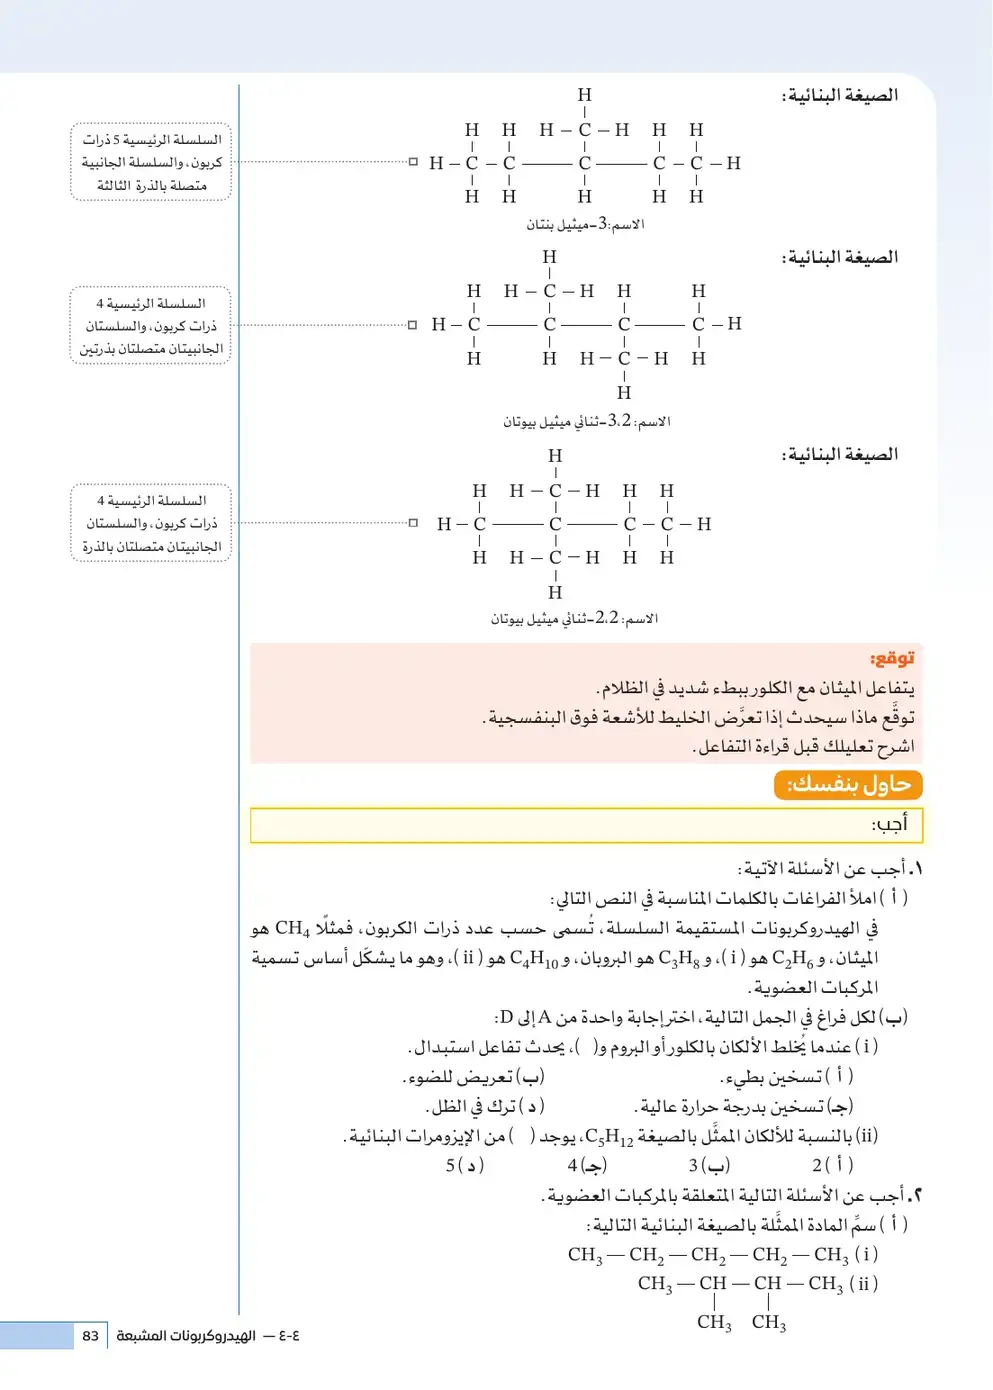 الصيغة البنائية:
H
H H H – C – H H H
H – C – C – C – C – C – H
H H H H H
الاسم:3-ميثيل بنتان
السلسلة الرئيسية 5 ذرات
كربون، والسلسلة الجانبية
متصلة بالذرة الثالثة
الصيغة البنائية:
H
H H – C – H H H
H – C – C – C – C – H
H H H – C – H H
H
الاسم: 3،2-ثنائي ميثيل بيوتان
السلسلة الرئيسية 4
ذرات كربون، والسلستان
الجانبيتان متصلتان بذرتين
الصيغة البنائية:
H
H H – C – H H H
H – C – C – C – C – H
H H – C – H H H
H
الاسم: 2،2-ثنائي ميثيل بيوتان
السلسلة الرئيسية 4
ذرات كربون، والسلستان
الجانبيتان متصلتان بالذرة
توقع:
يتفاعل الميثان مع الكلور ببطء شديد في الظلام.
توقَّع ماذا سيحدث إذا تعرَّض الخليط للأشعة فوق البنفسجية.
اشرح تعليلك قبل قراءة التفاعل.
حاول بنفسك:
أجب:
١. أجب عن الأسئلة الآتية:
( أ ) املأ الفراغات بالكلمات المناسبة في النص التالي:
في الهيدروكربونات المستقيمة السلسلة، تُسمى حسب عدد ذرات الكربون، فمثلًا CH₄ هو
الميثان، و C₂H₆ هو ( i )، و C₃H₈ هو البروبان، و C₄H₁₀ هو ( ii )، وهو ما يشكّل أساس تسمية
المركبات العضوية.
(ب) لكل فراغ في الجمل التالية، اختر إجابة واحدة من A إلى D:
( i ) عندما يُخلط الألكان بالكلور أو البروم و( )، يحدث تفاعل استبدال.
( أ ) تسخين بطيء. (ب) تعريض للضوء.
(جـ) تسخين بدرجة حرارة عالية. ( د ) ترك في الظل.
(ii) بالنسبة للألكان الممثَّل بالصيغة C₅H₁₂، يوجد ( ) من الإيزومرات البنائية.
( أ ) 2 (ب) 3 (جـ) 4 ( د ) 5
٢. أجب عن الأسئلة التالية المتعلقة بالمركبات العضوية.
( أ ) سمِّ المادة الممثَّلة بالصيغة البنائية التالية:
( i ) CH₃ — CH₂ — CH₂ — CH₂ — CH₃
( ii ) CH₃ — CH — CH — CH₃
CH₃ CH₃
٤-٤ — الهيدروكربونات المشبعة 83